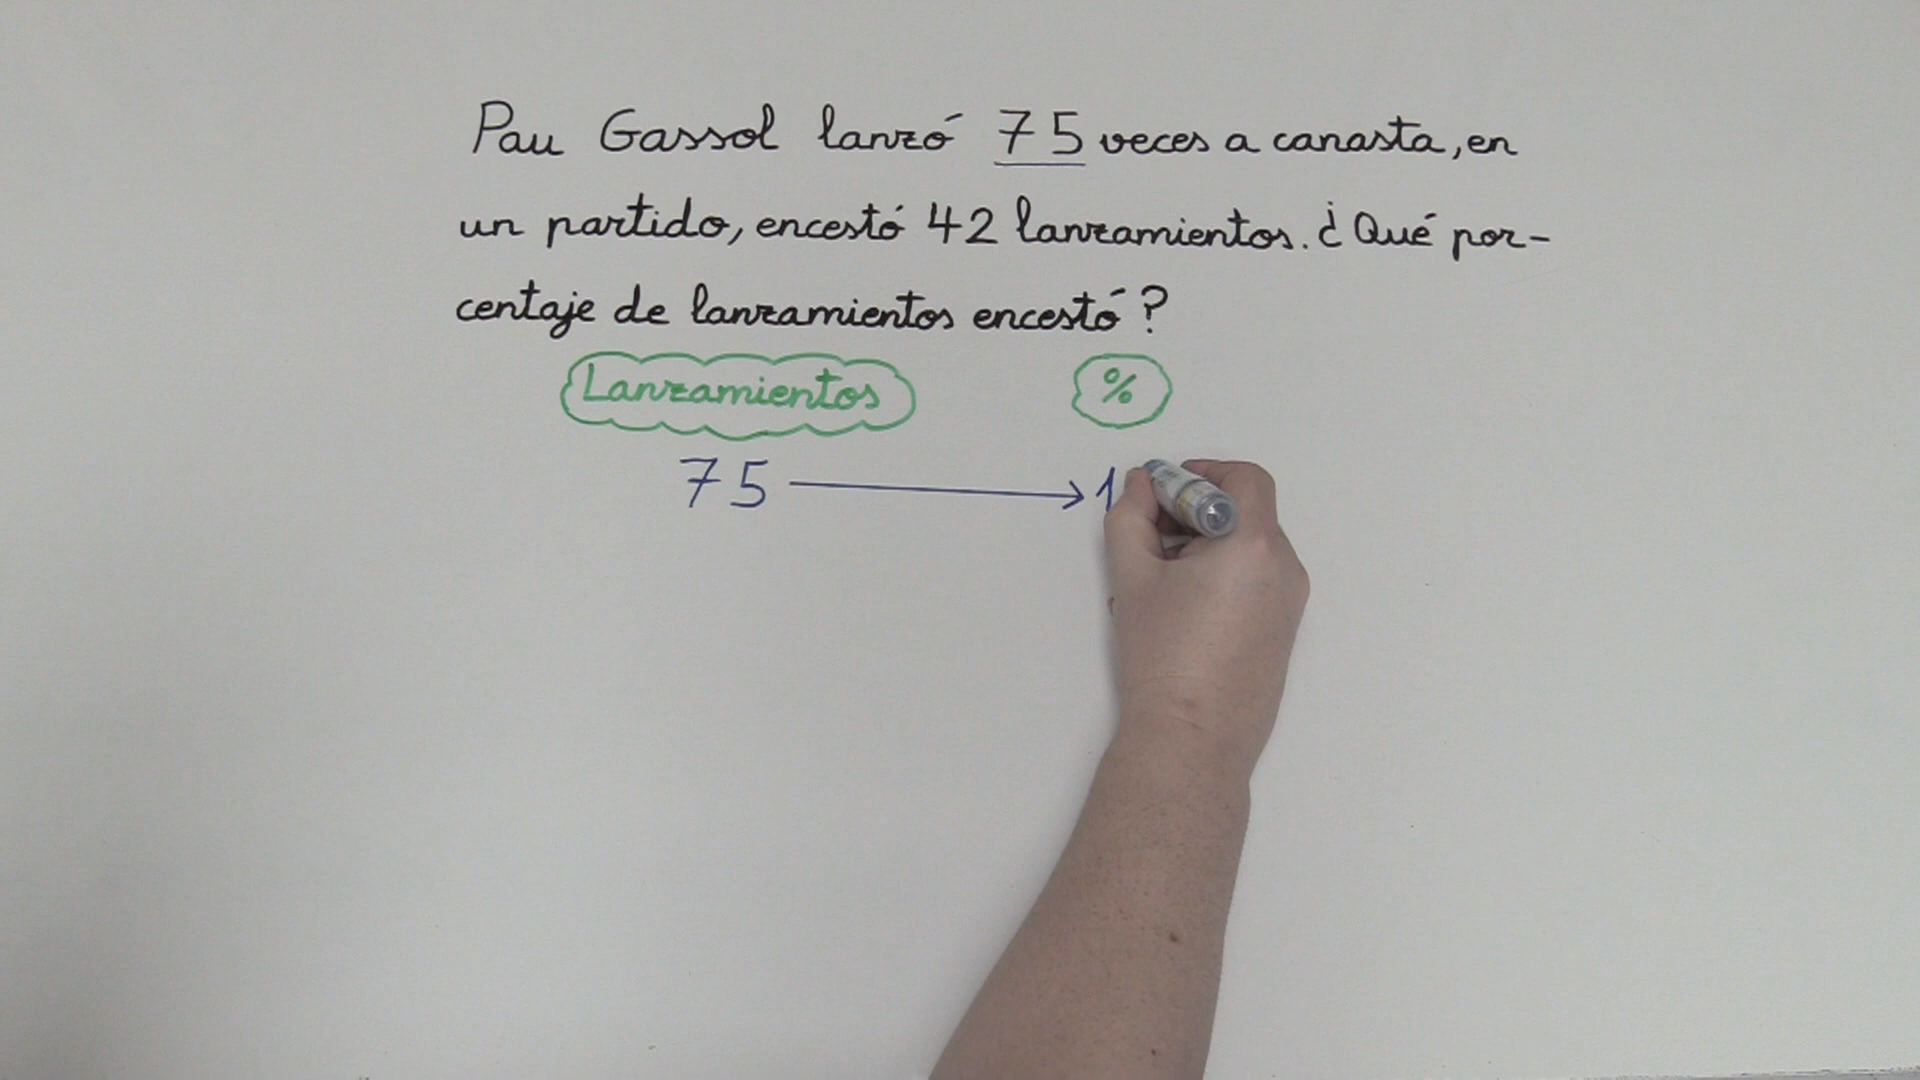 Pau Gassol lanzó 75 veces a canasta, en
un partido, encestó 42 lanzamientos. ¿Qué por-
centaje de lanzamientos encestó?
Lanzamientos %
75 → 1